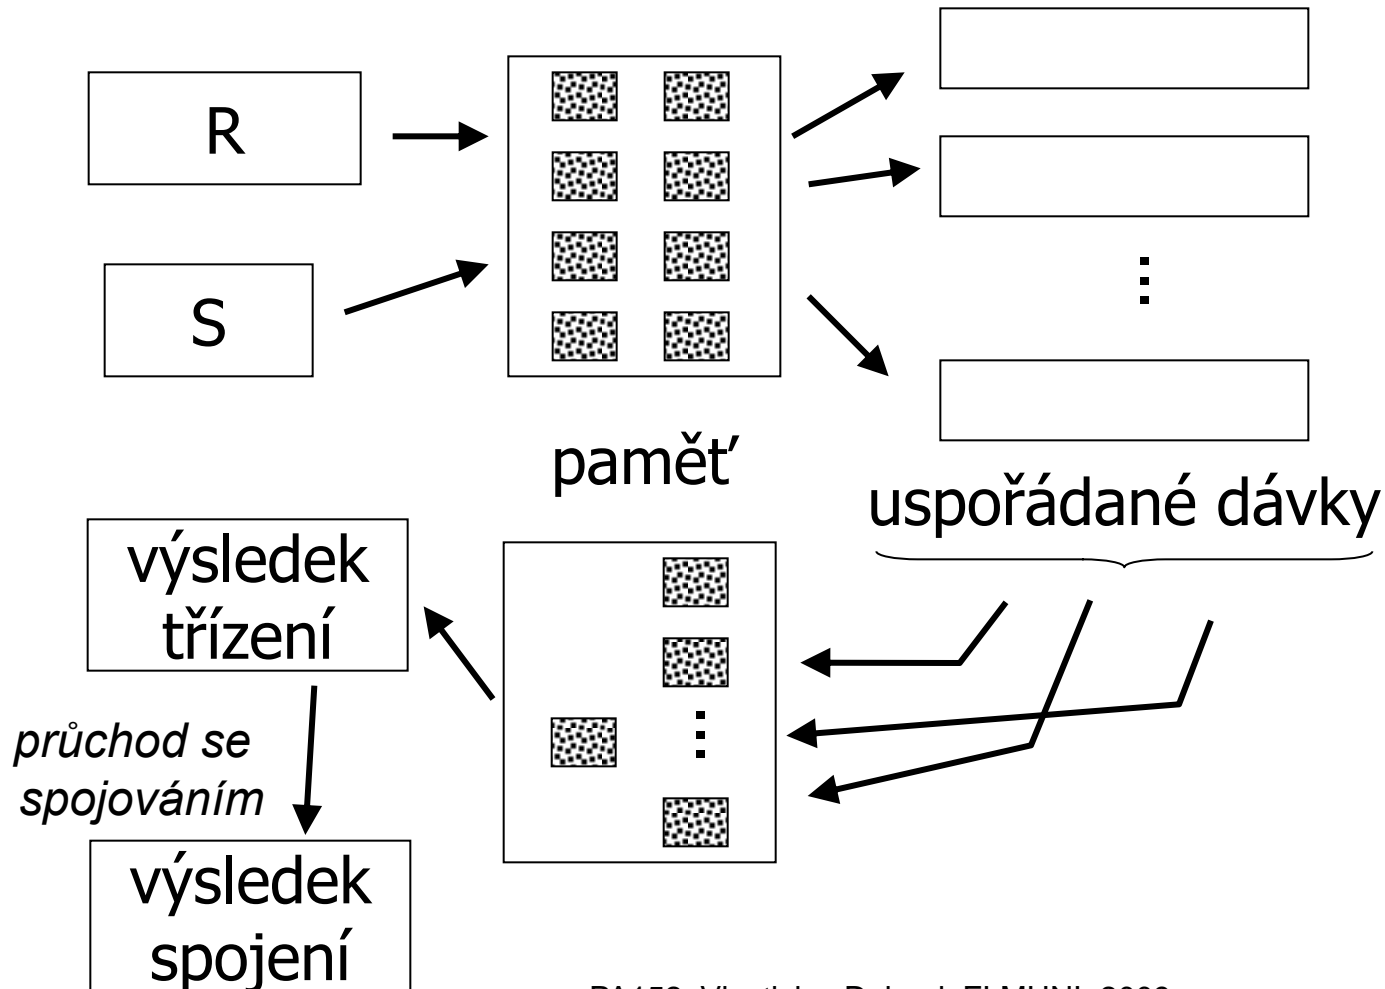 R
S
paměť
uspořádané dávky
výsledek
třízení
průchod se
spojováním
výsledek
spojení